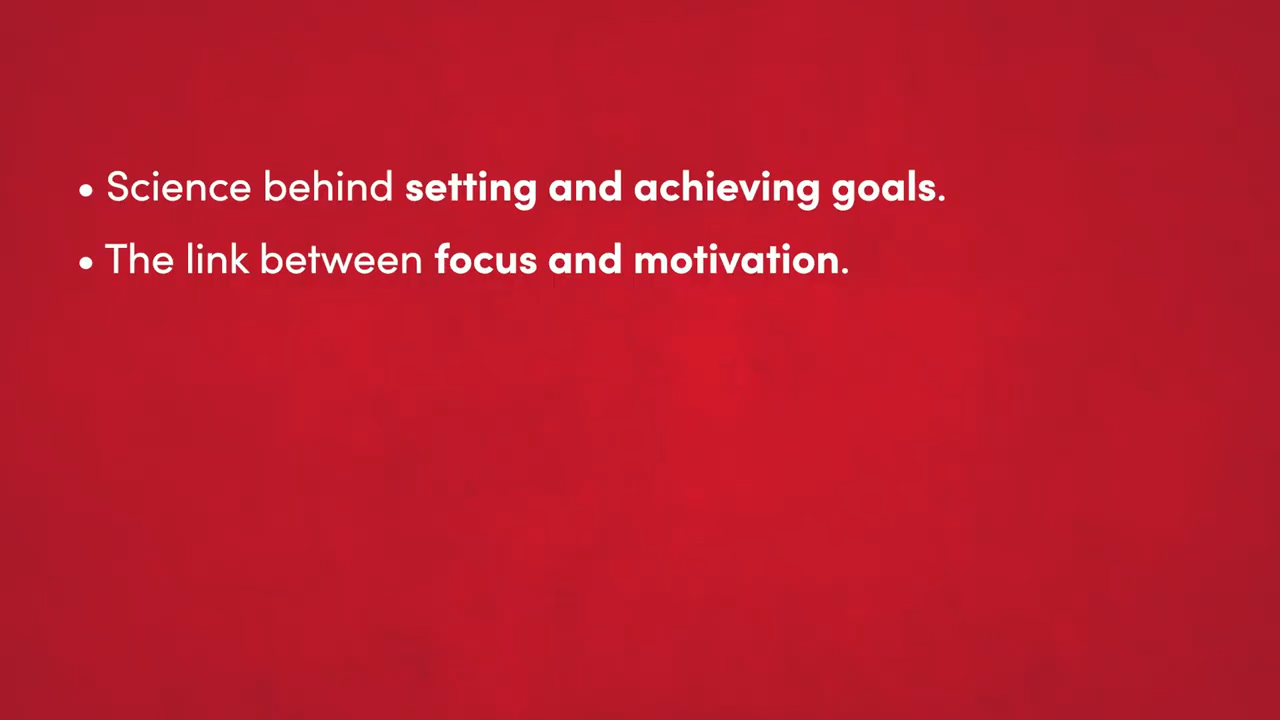 • Science behind setting and achieving goals.
• The link between focus and motivation.